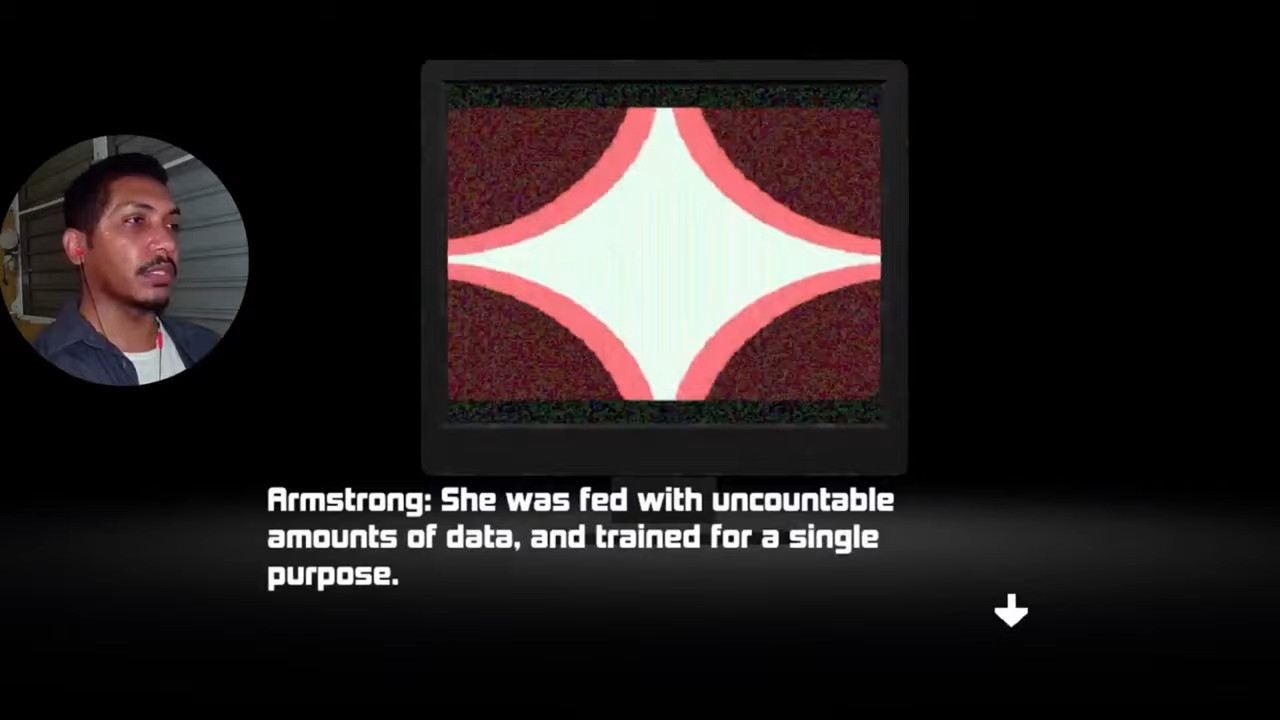 Armstrong: She was fed with uncountable
amounts of data, and trained for a single
purpose.